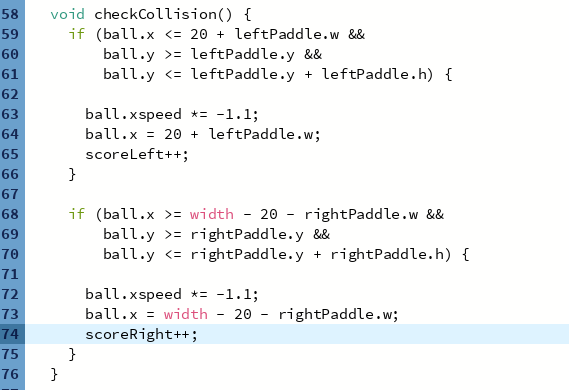 58 void checkCollision() {
59 if (ball.x <= 20 + leftPaddle.w &&
60 ball.y >= leftPaddle.y &&
61 ball.y <= leftPaddle.y + leftPaddle.h) {
62
63 ball.xspeed *= -1.1;
64 ball.x = 20 + leftPaddle.w;
65 scoreLeft++;
66 }
67
68 if (ball.x >= width - 20 - rightPaddle.w &&
69 ball.y >= rightPaddle.y &&
70 ball.y <= rightPaddle.y + rightPaddle.h) {
71
72 ball.xspeed *= -1.1;
73 ball.x = width - 20 - rightPaddle.w;
74 scoreRight++;
75 }
76 }